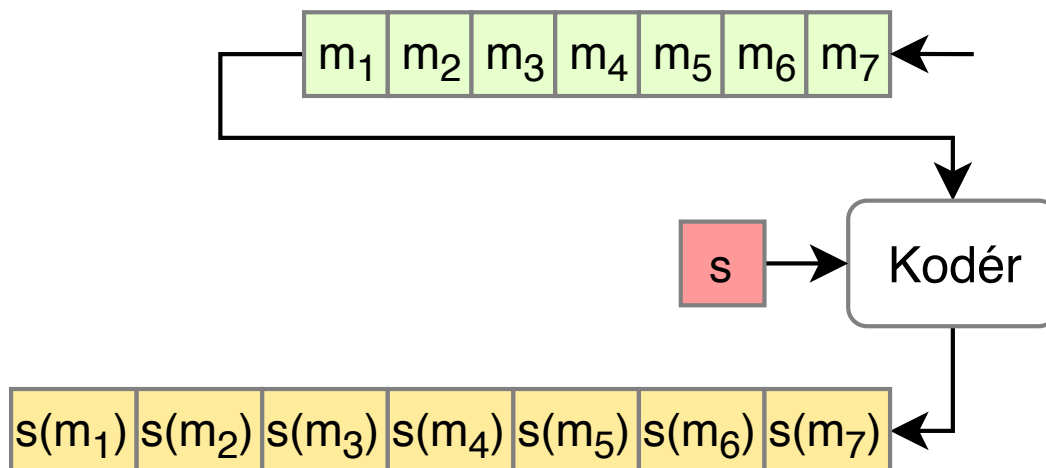 m₁ m₂ m₃ m₄ m₅ m₆ m₇
s
Kodér
s(m₁) s(m₂) s(m₃) s(m₄) s(m₅) s(m₆) s(m₇)